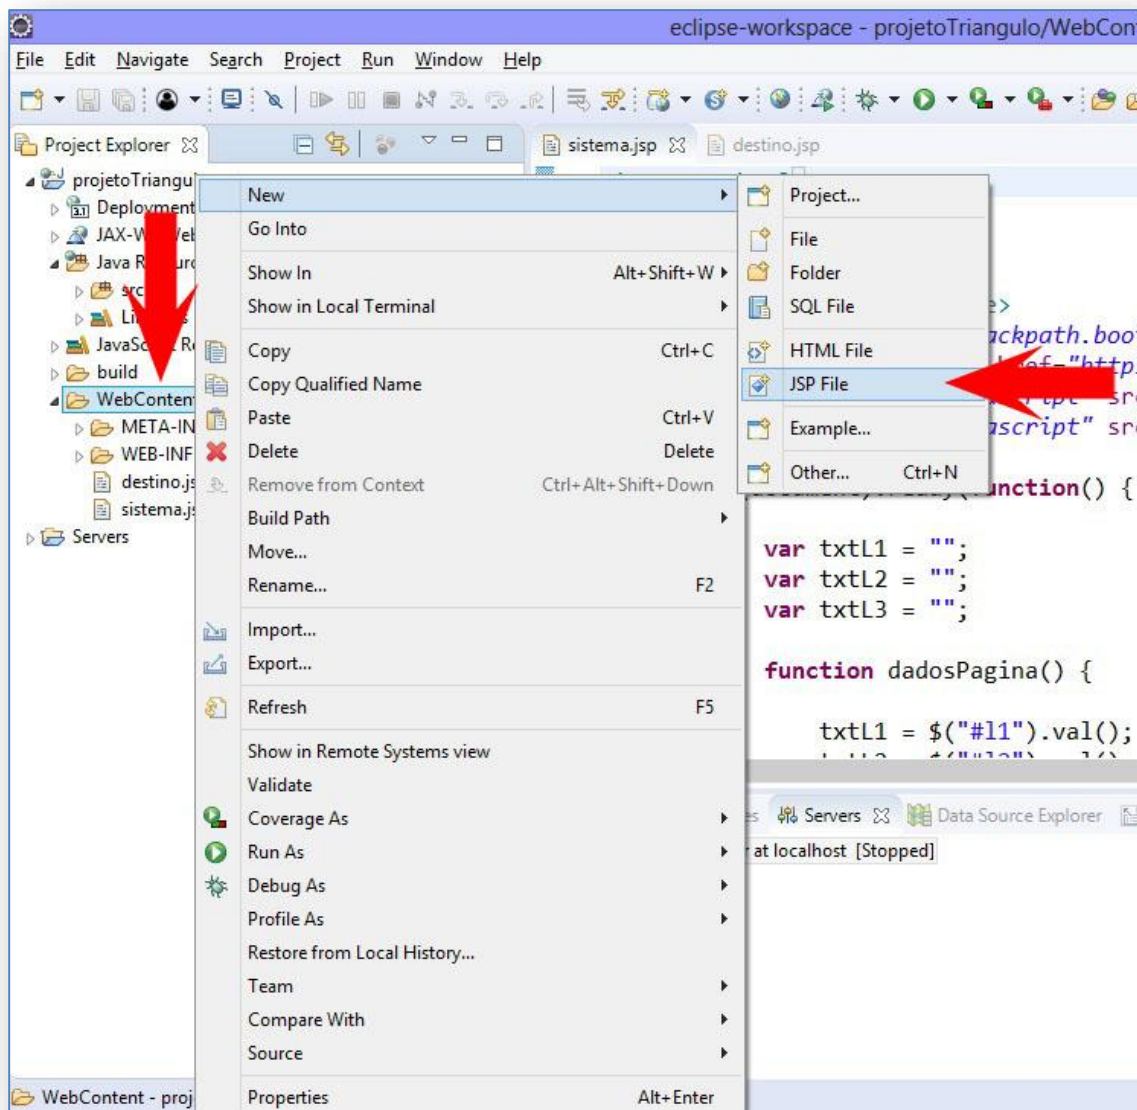 eclipse-workspace - projetoTriangulo/WebCont
File Edit Navigate Search Project Run Window Help
Project Explorer
sistema.jsp destino.jsp
projetoTriangu
Deployment
JAX-W
Java R
src
JavaSc
build
WebConten
META-IN
WEB-INF
destino.js
sistema.js
Servers
New
Go Into
Show In Alt+Shift+W
Show in Local Terminal
Copy Ctrl+C
Copy Qualified Name
Paste Ctrl+V
Delete Delete
Remove from Context Ctrl+Alt+Shift+Down
Build Path
Move...
Rename... F2
Import...
Export...
Refresh F5
Show in Remote Systems view
Validate
Coverage As
Run As
Debug As
Profile As
Restore from Local History...
Team
Compare With
Source
Properties Alt+Enter
Project...
File
Folder
SQL File
HTML File
JSP File
Example...
Other... Ctrl+N
e>
ackpath.boo
"http
src
ascript" sr
unction() {
var txtL1 = "";
var txtL2 = "";
var txtL3 = "";
function dadosPagina() {
txtL1 = $("#l1").val();
Servers Data Source Explorer
at localhost [Stopped]
WebContent - proj